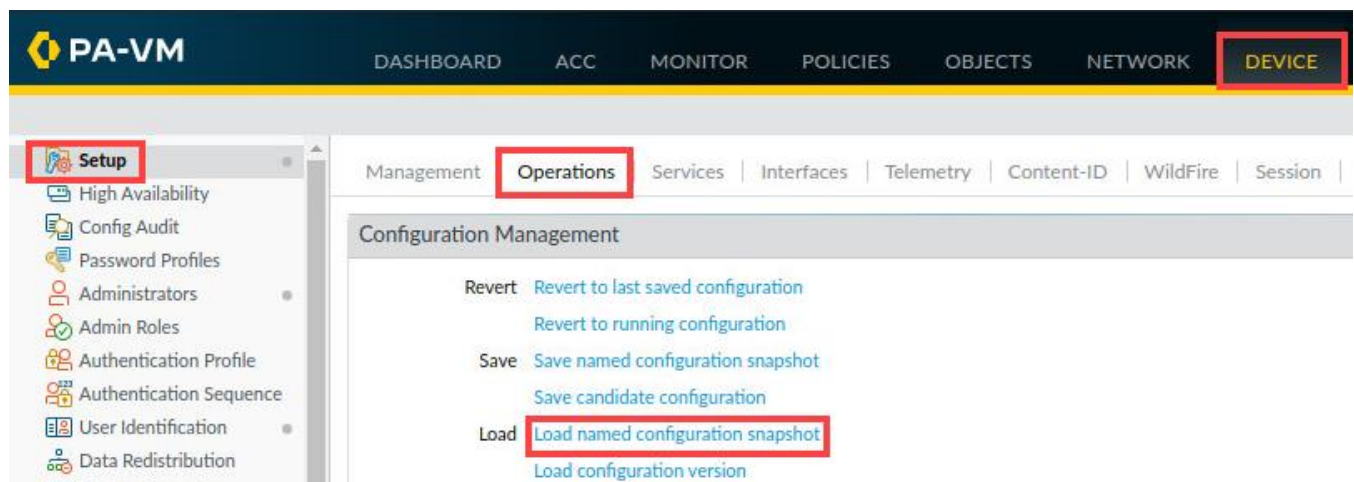 PA-VM
DASHBOARD ACC MONITOR POLICIES OBJECTS NETWORK DEVICE
Setup
High Availability
Config Audit
Password Profiles
Administrators
Admin Roles
Authentication Profile
Authentication Sequence
User Identification
Data Redistribution
Management | Operations | Services | Interfaces | Telemetry | Content-ID | WildFire | Session |
Configuration Management
Revert Revert to last saved configuration
Revert to running configuration
Save Save named configuration snapshot
Save candidate configuration
Load Load named configuration snapshot
Load configuration version